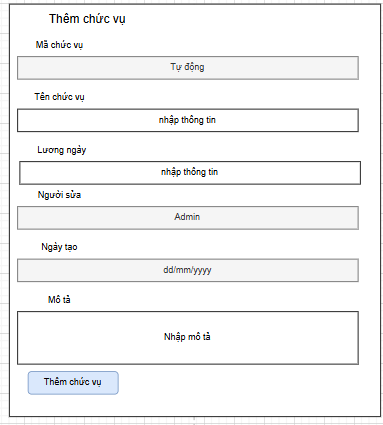 Thêm chức vụ
Mã chức vụ
Tự động
Tên chức vụ
nhập thông tin
Lương ngày
nhập thông tin
Người sửa
Admin
Ngày tạo
dd/mm/yyyy
Mô tả
Nhập mô tả
Thêm chức vụ